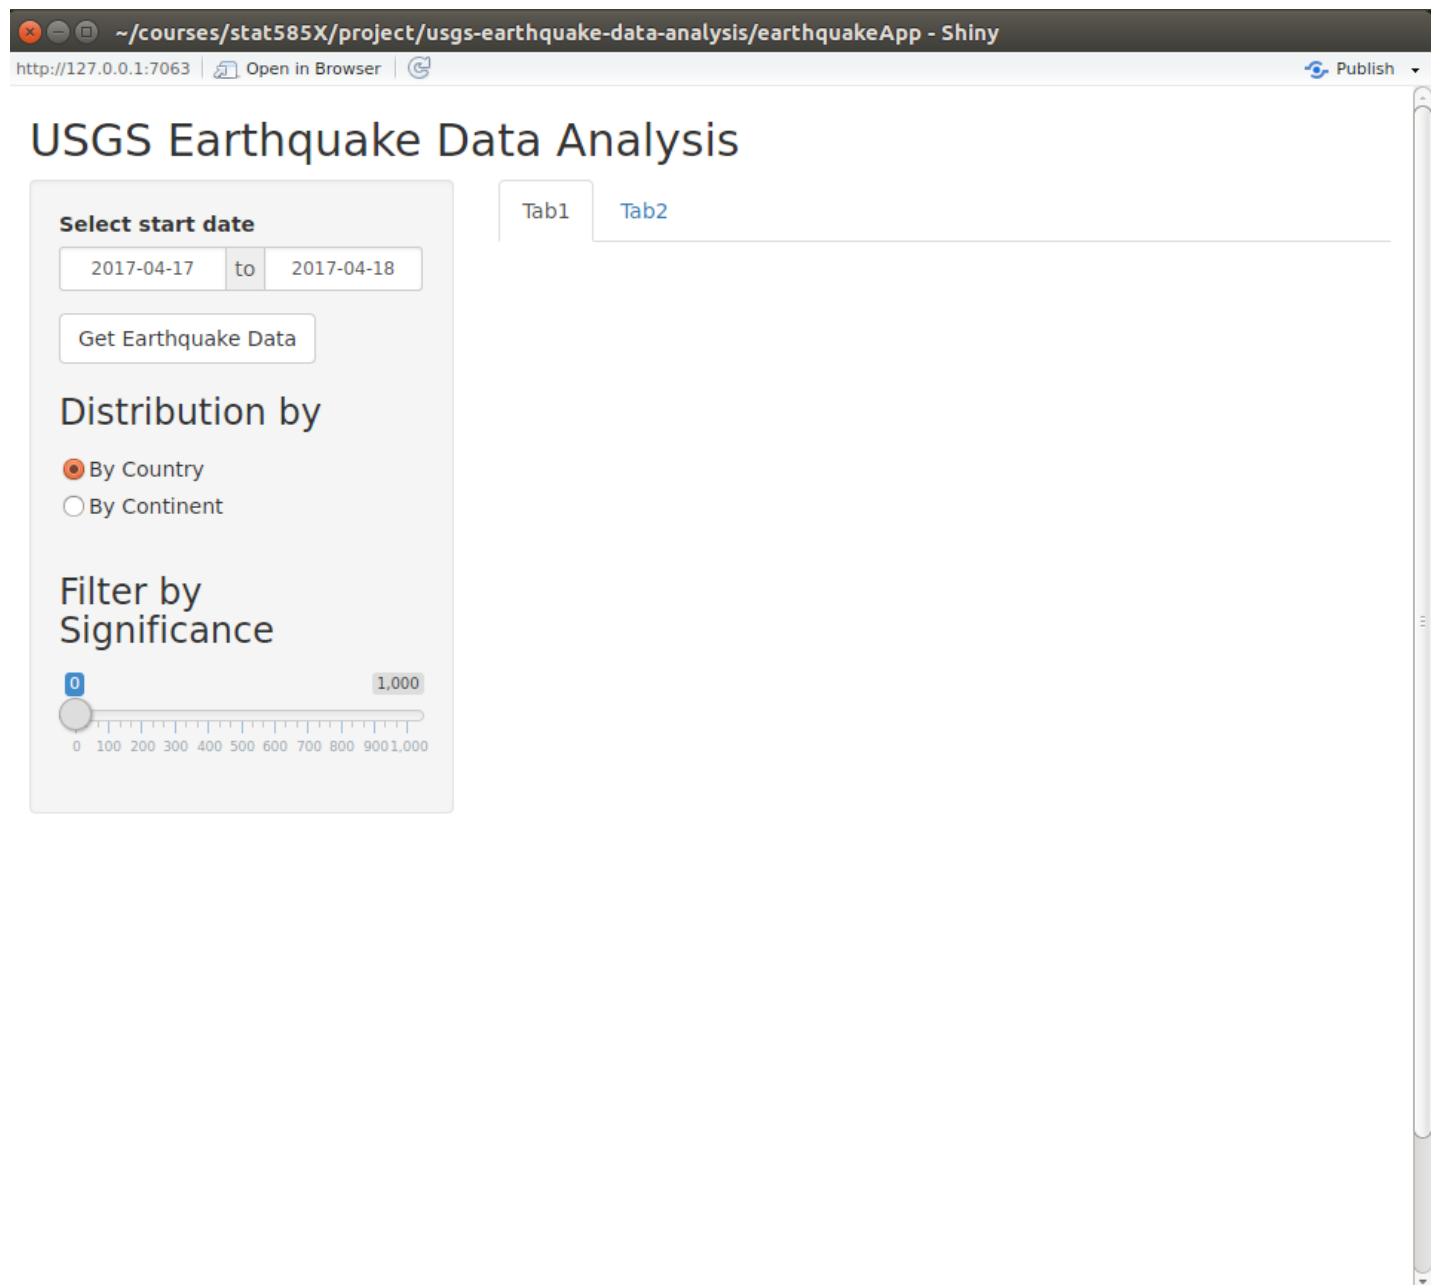 ~/courses/stat585X/project/usgs-earthquake-data-analysis/earthquakeApp - Shiny
http://127.0.0.1:7063 Open in Browser Publish
USGS Earthquake Data Analysis
Tab1 Tab2
Select start date
2017-04-17 to 2017-04-18
Get Earthquake Data
Distribution by
By Country
By Continent
Filter by
Significance
0 1,000
0 100 200 300 400 500 600 700 800 900 1,000